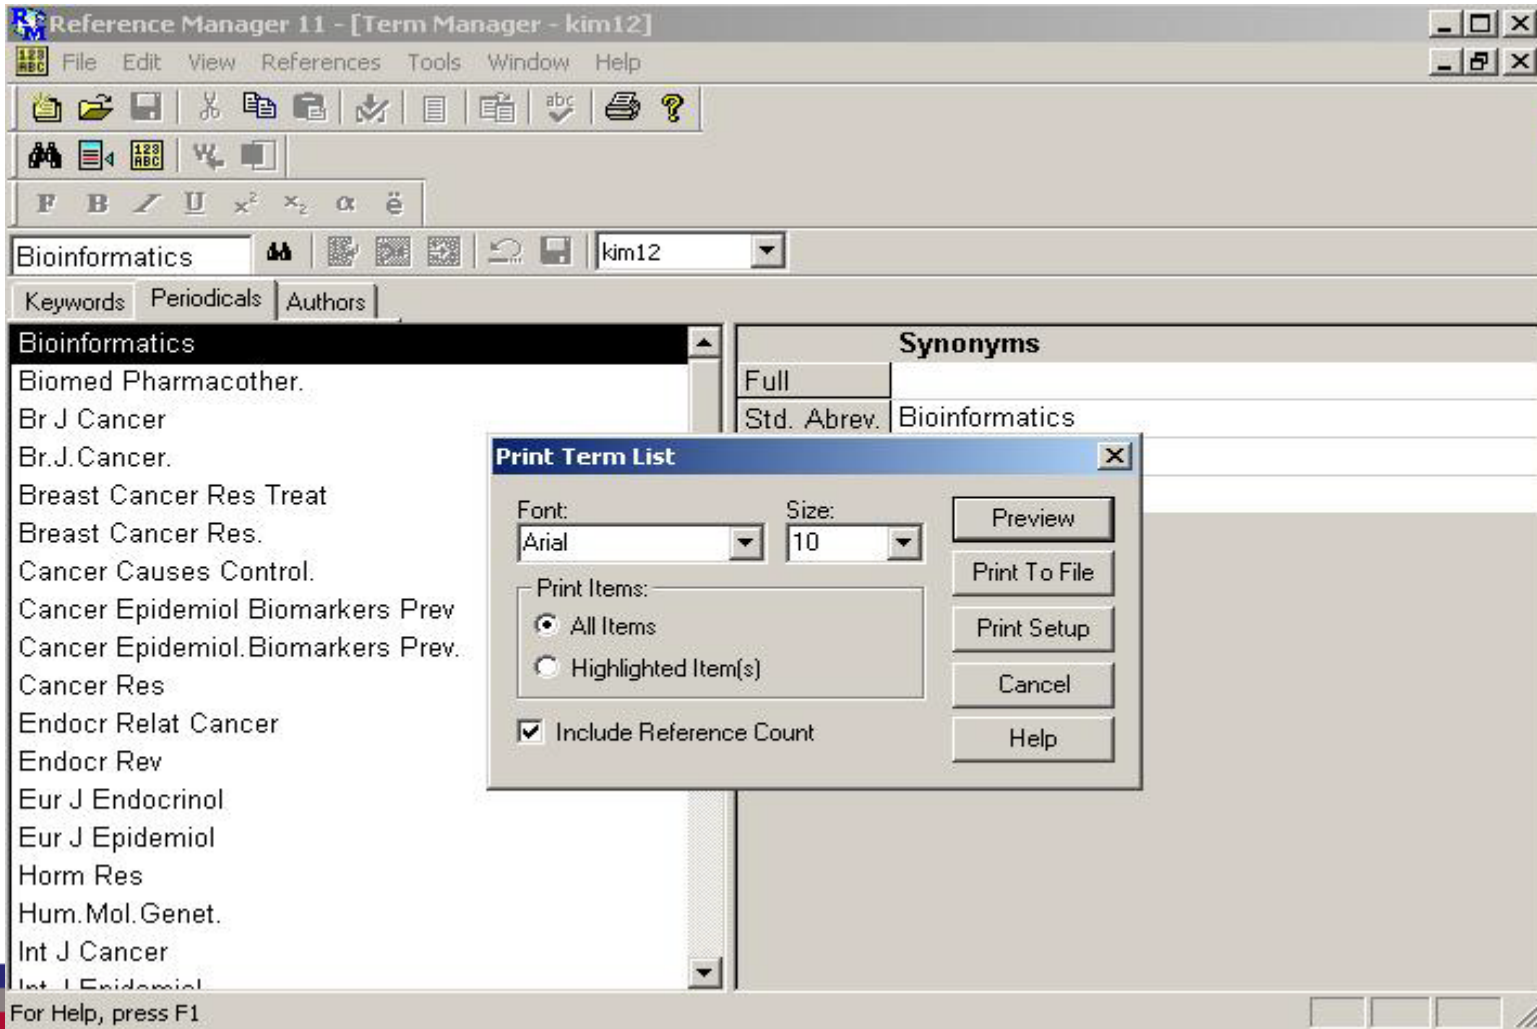 Reference Manager 11 - [Term Manager - kim12]
File Edit View References Tools Window Help
F B I U x² x₂ α ë
Bioinformatics kim12
Keywords Periodicals Authors
Bioinformatics
Biomed Pharmacother.
Br J Cancer
Br.J.Cancer.
Breast Cancer Res Treat
Breast Cancer Res.
Cancer Causes Control.
Cancer Epidemiol Biomarkers Prev
Cancer Epidemiol.Biomarkers Prev.
Cancer Res
Endocr Relat Cancer
Endocr Rev
Eur J Endocrinol
Eur J Epidemiol
Horm Res
Hum.Mol.Genet.
Int J Cancer
Int J Epidemiol
Synonyms
Full
Std. Abrev. Bioinformatics
Print Term List
Font: Size:
Arial 10
Print Items:
All Items
Highlighted Item(s)
Include Reference Count
Preview
Print To File
Print Setup
Cancel
Help
For Help, press F1